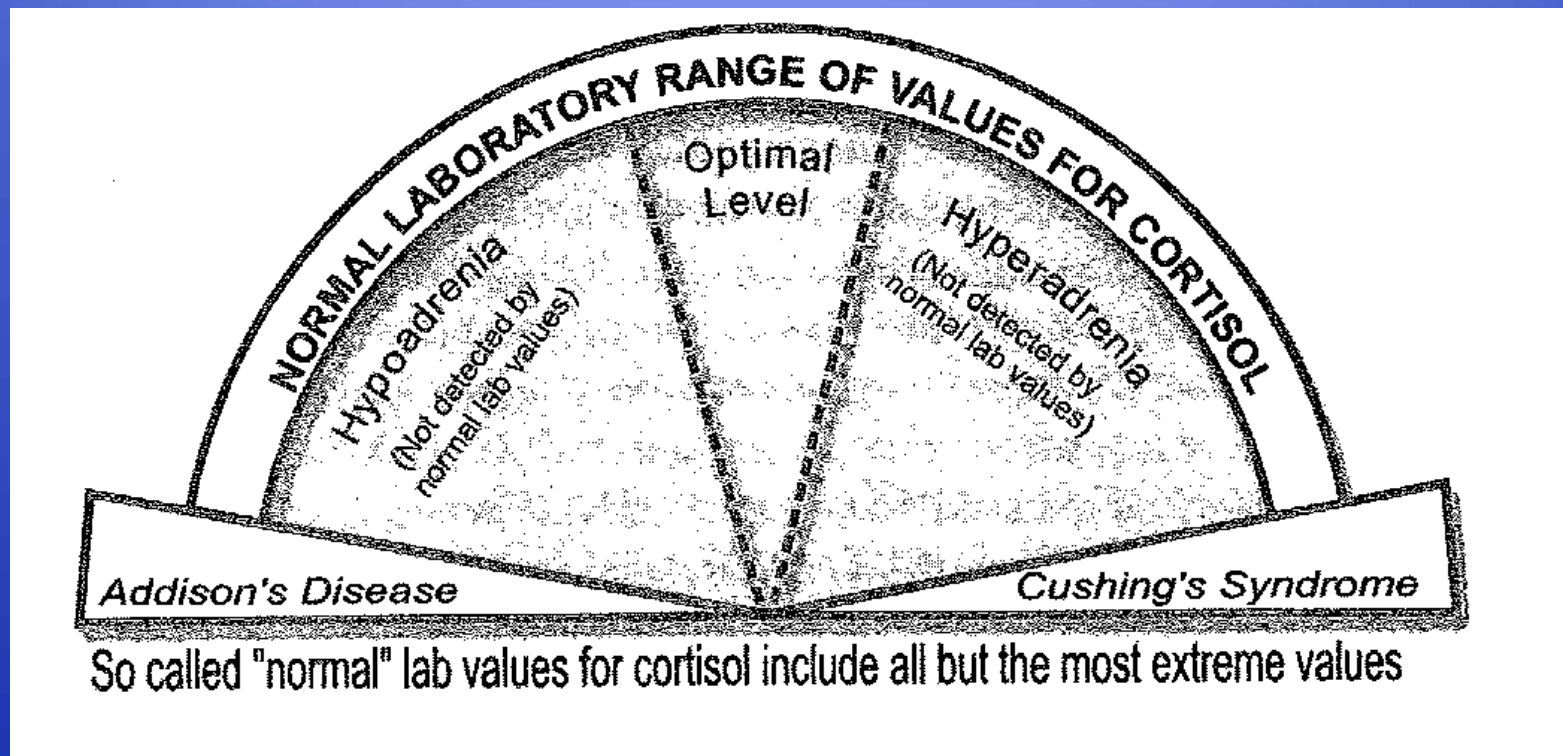 NORMAL LABORATORY RANGE OF VALUES FOR CORTISOL
Optimal
Level
Hypoadrenia
(Not detected by
normal lab values)
Hyperadrenia
(Not detected by
normal lab values)
Addison's Disease
Cushing's Syndrome
So called "normal" lab values for cortisol include all but the most extreme values